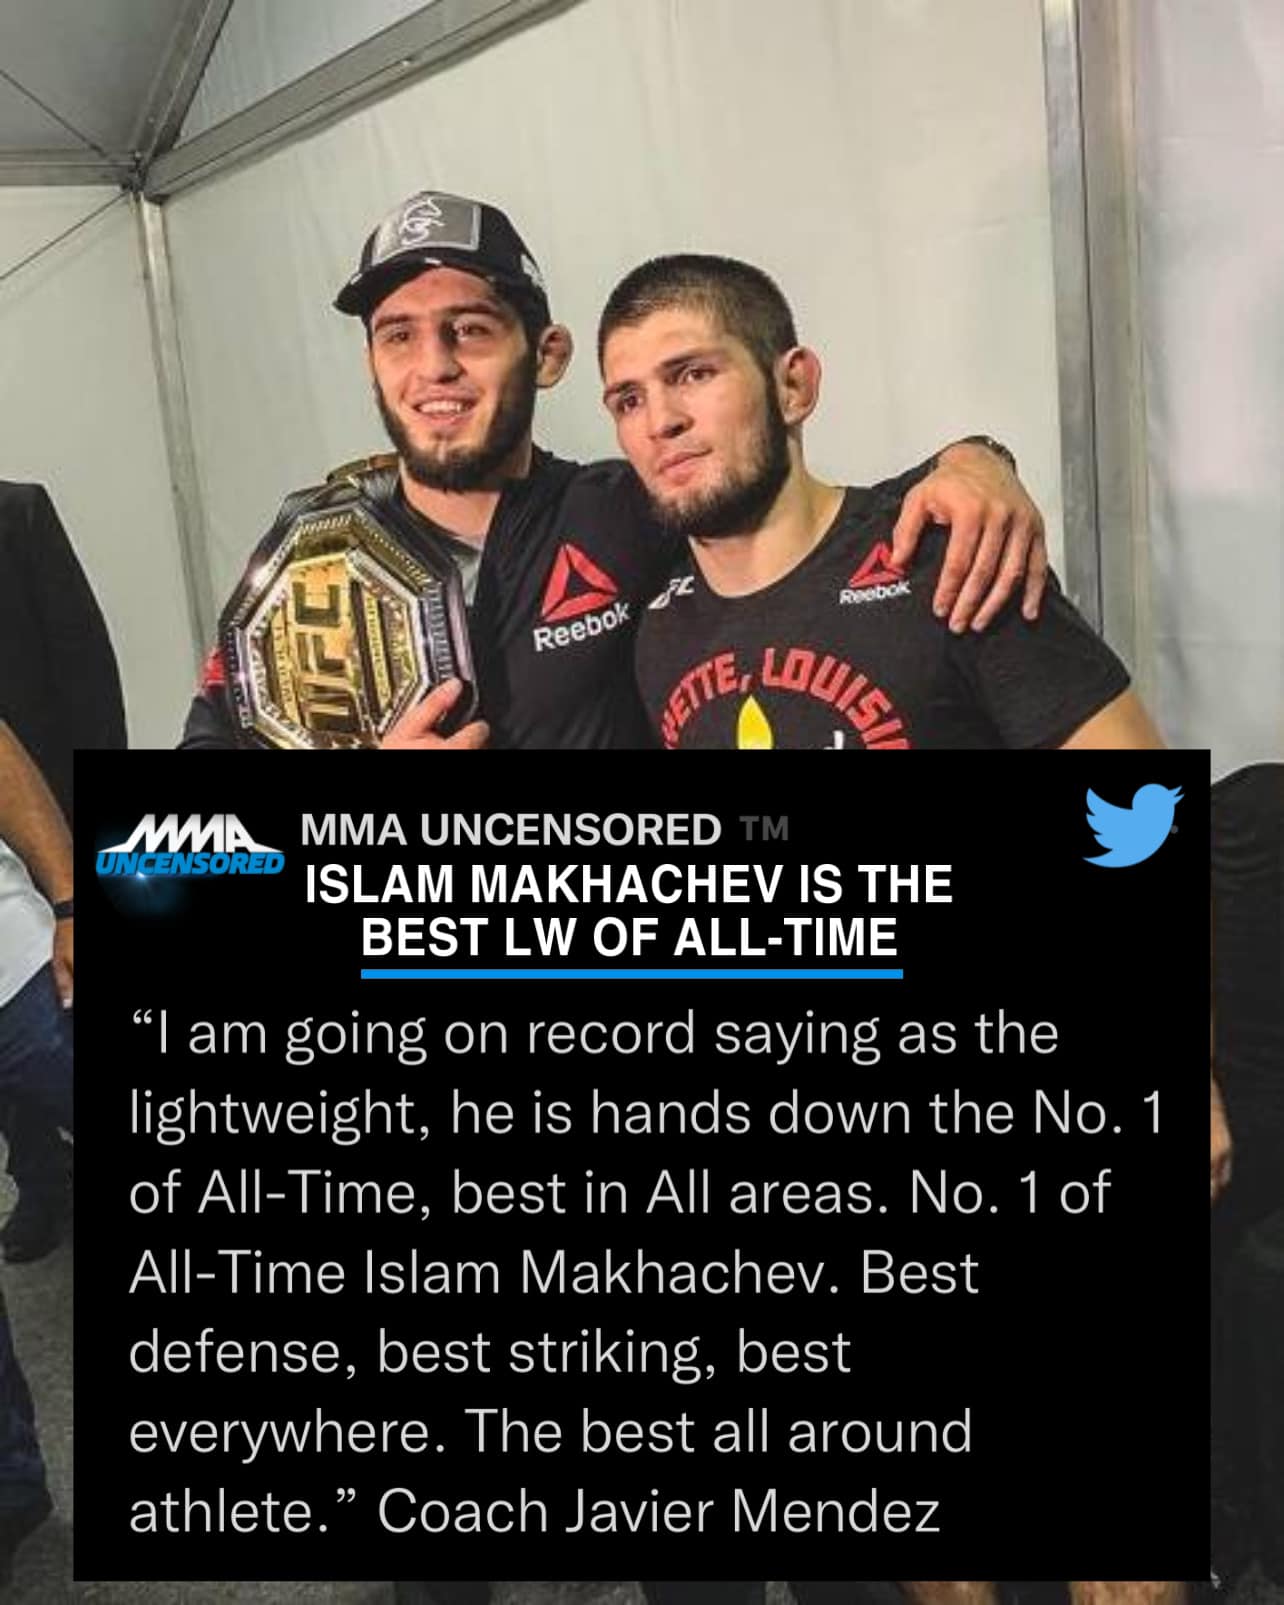 UFC
Reebok
UFC
Reebok
ETTE, LOUISI
MMA
UNCENSORED
MMA UNCENSORED TM
ISLAM MAKHACHEV IS THE
BEST LW OF ALL-TIME
“I am going on record saying as the
lightweight, he is hands down the No. 1
of All-Time, best in All areas. No. 1 of
All-Time Islam Makhachev. Best
defense, best striking, best
everywhere. The best all around
athlete.” Coach Javier Mendez